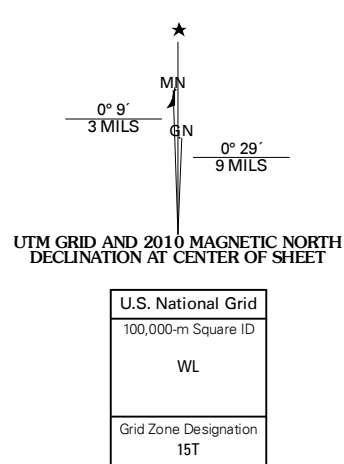 MN
0° 9´
3 MILS
GN
0° 29´
9 MILS
UTM GRID AND 2010 MAGNETIC NORTH
DECLINATION AT CENTER OF SHEET
U.S. National Grid
100,000-m Square ID
WL
Grid Zone Designation
15T